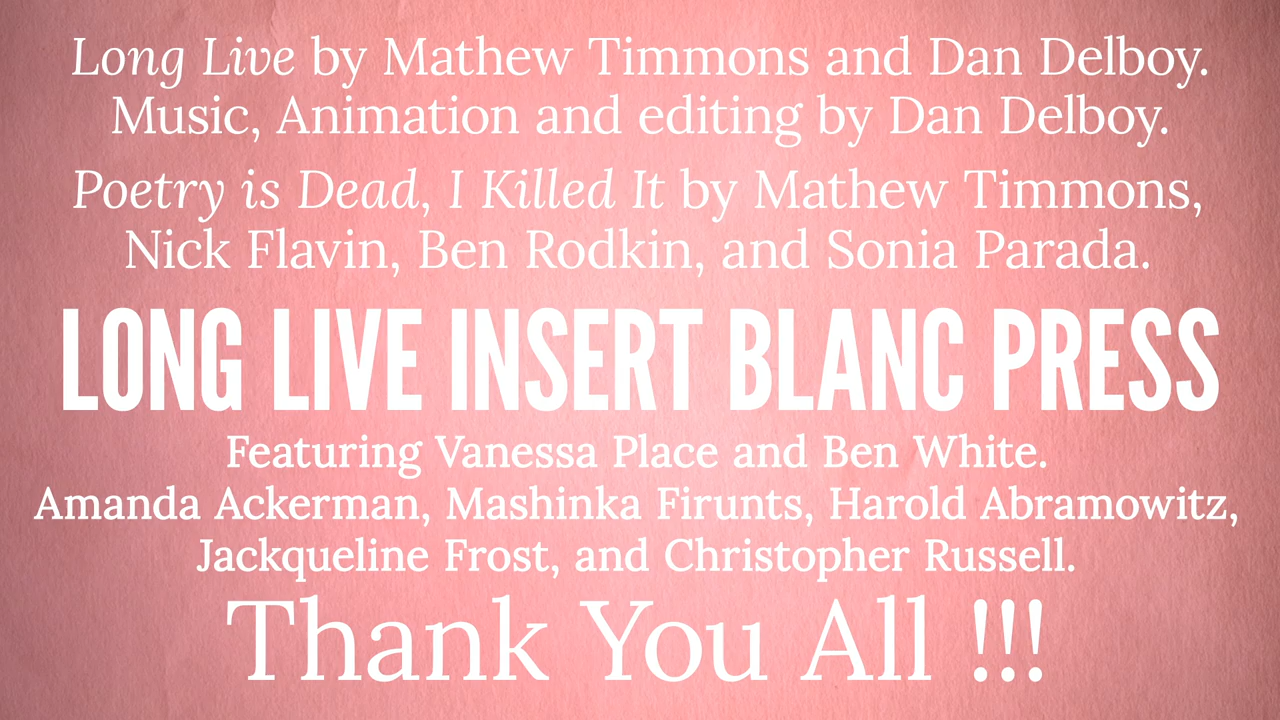 Long Live by Mathew Timmons and Dan Delboy.
Music, Animation and editing by Dan Delboy.
Poetry is Dead, I Killed It by Mathew Timmons,
Nick Flavin, Ben Rodkin, and Sonia Parada.
LONG LIVE INSERT BLANC PRESS
Featuring Vanessa Place and Ben White.
Amanda Ackerman, Mashinka Firunts, Harold Abramowitz,
Jackqueline Frost, and Christopher Russell.
Thank You All !!!